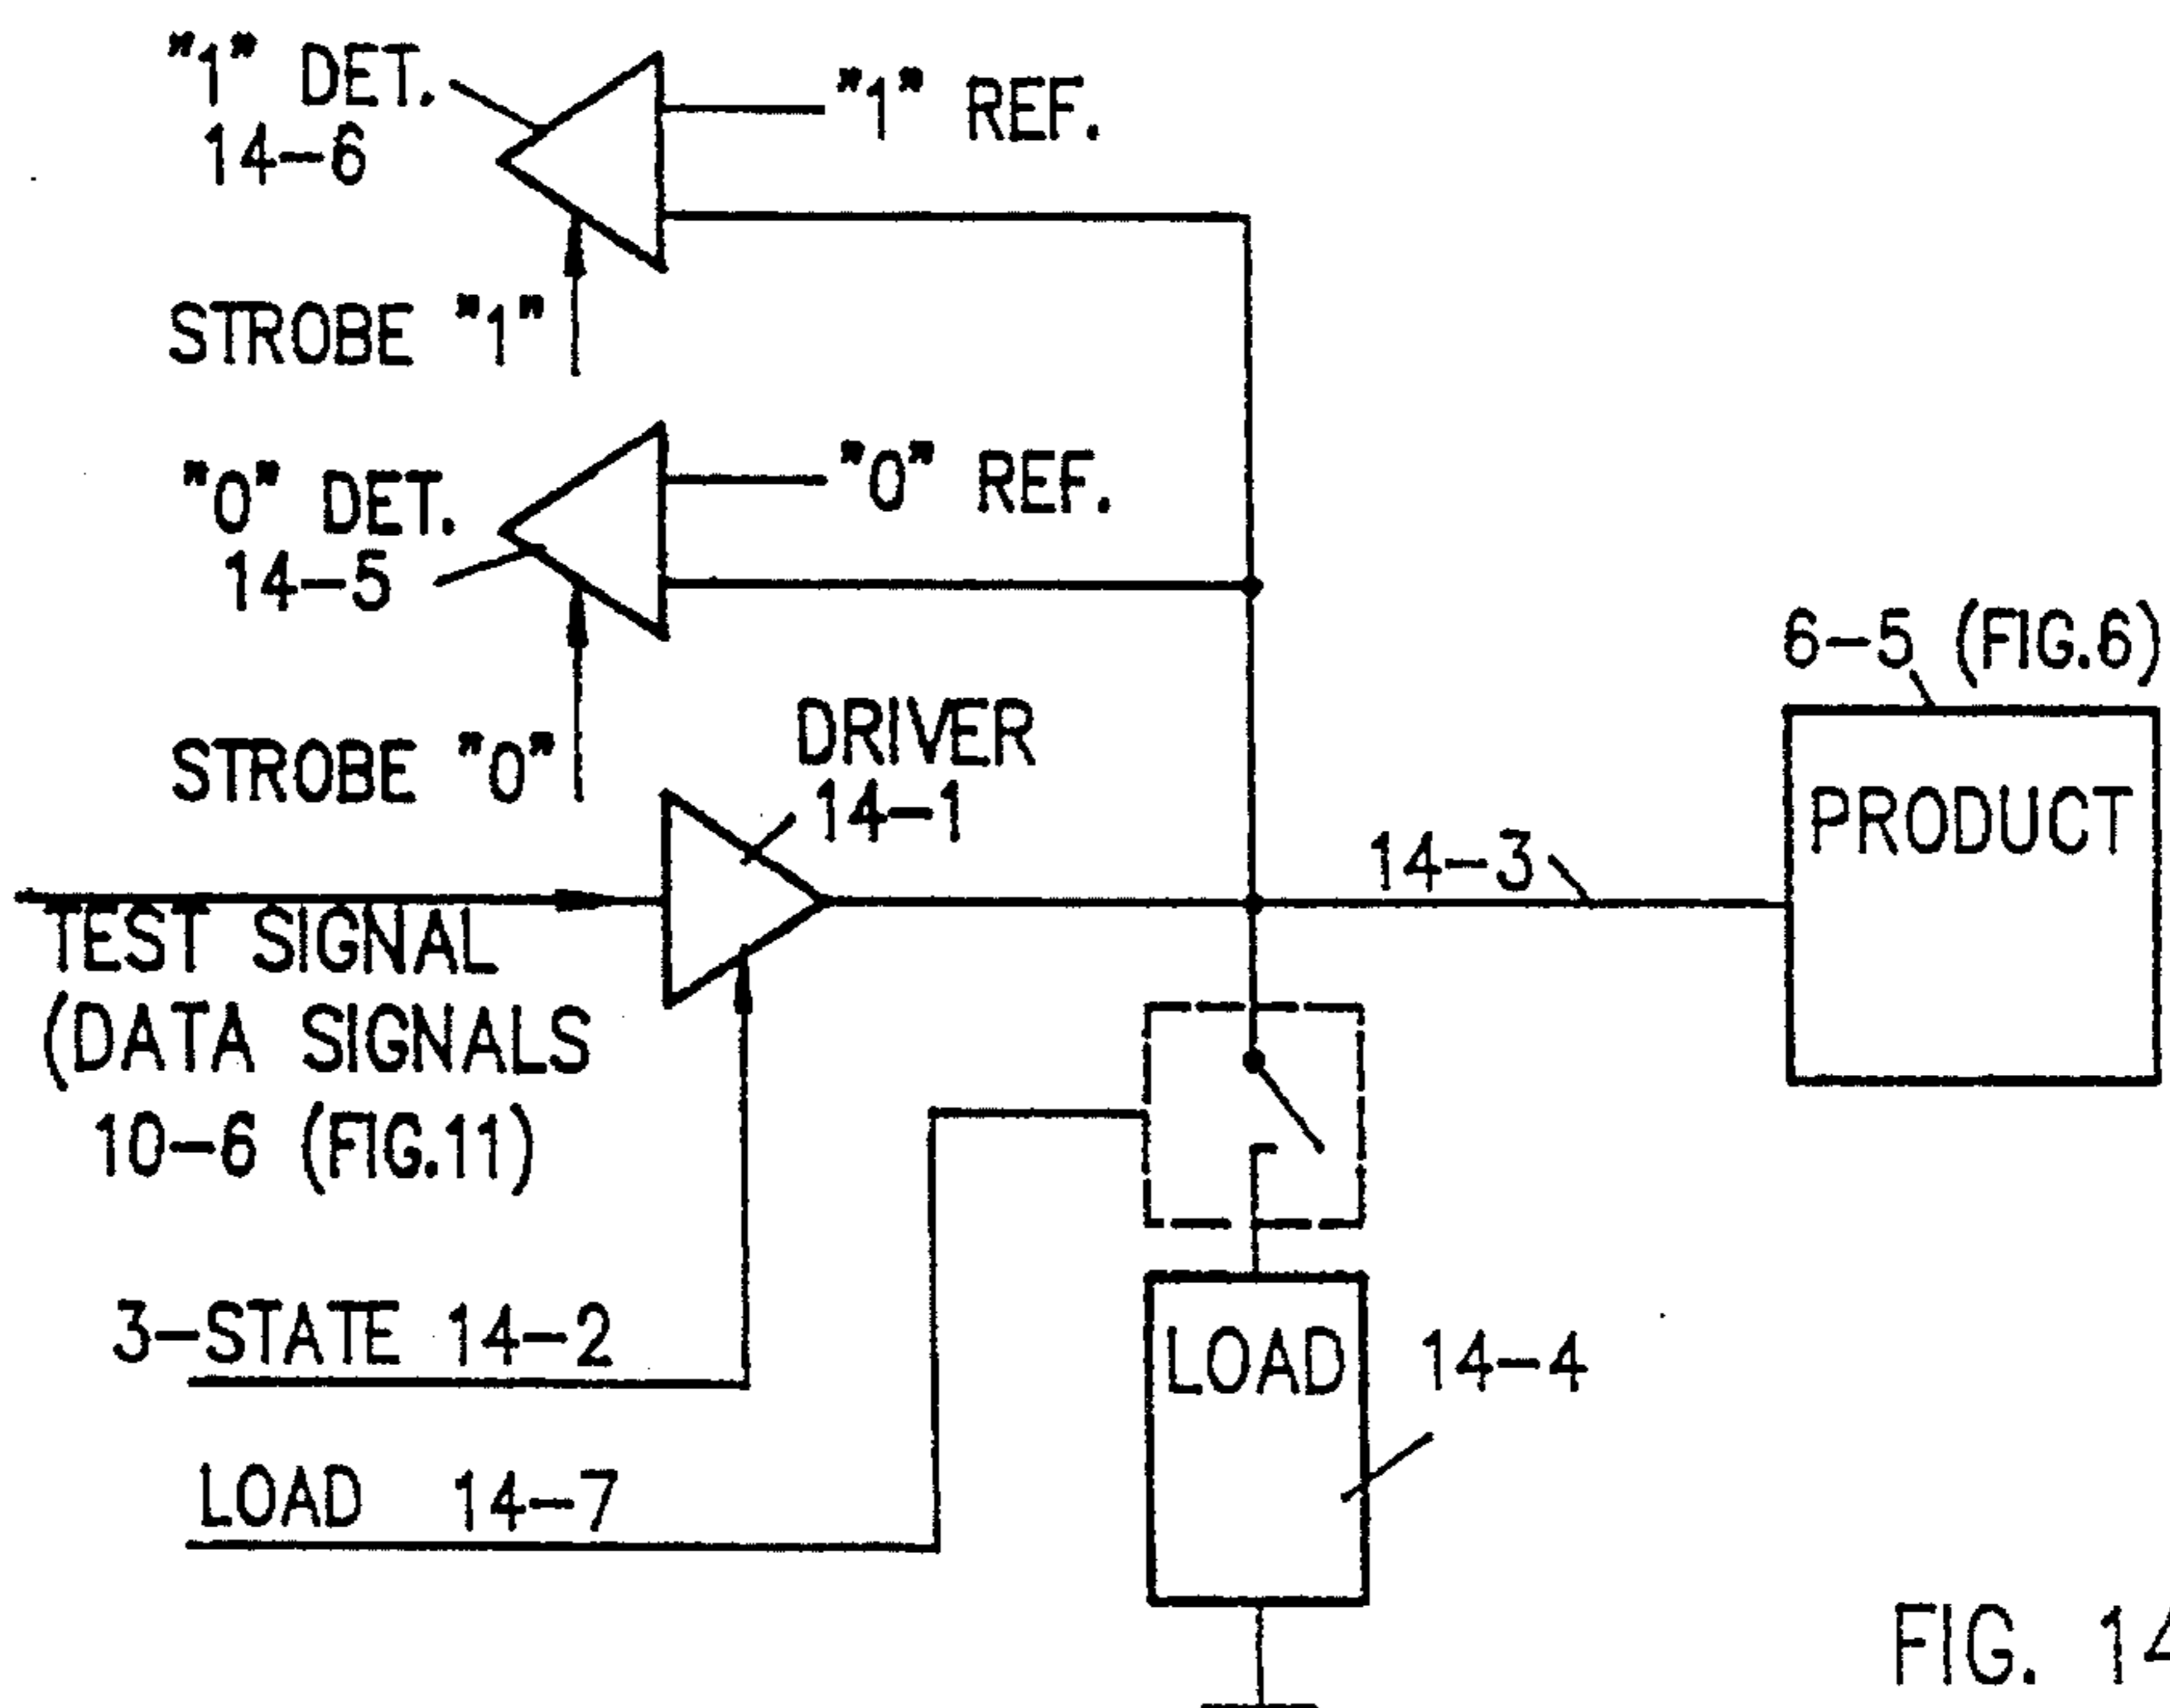 "1" DET.
14-6
"1" REF.
STROBE "1"
"0" DET.
14-5
"0" REF.
STROBE "0"
DRIVER
14-1
6-5 (FIG.6)
PRODUCT
14-3
TEST SIGNAL
(DATA SIGNALS
10-6 (FIG.11)
3-STATE 14-2
LOAD 14-7
LOAD
14-4
FIG. 14